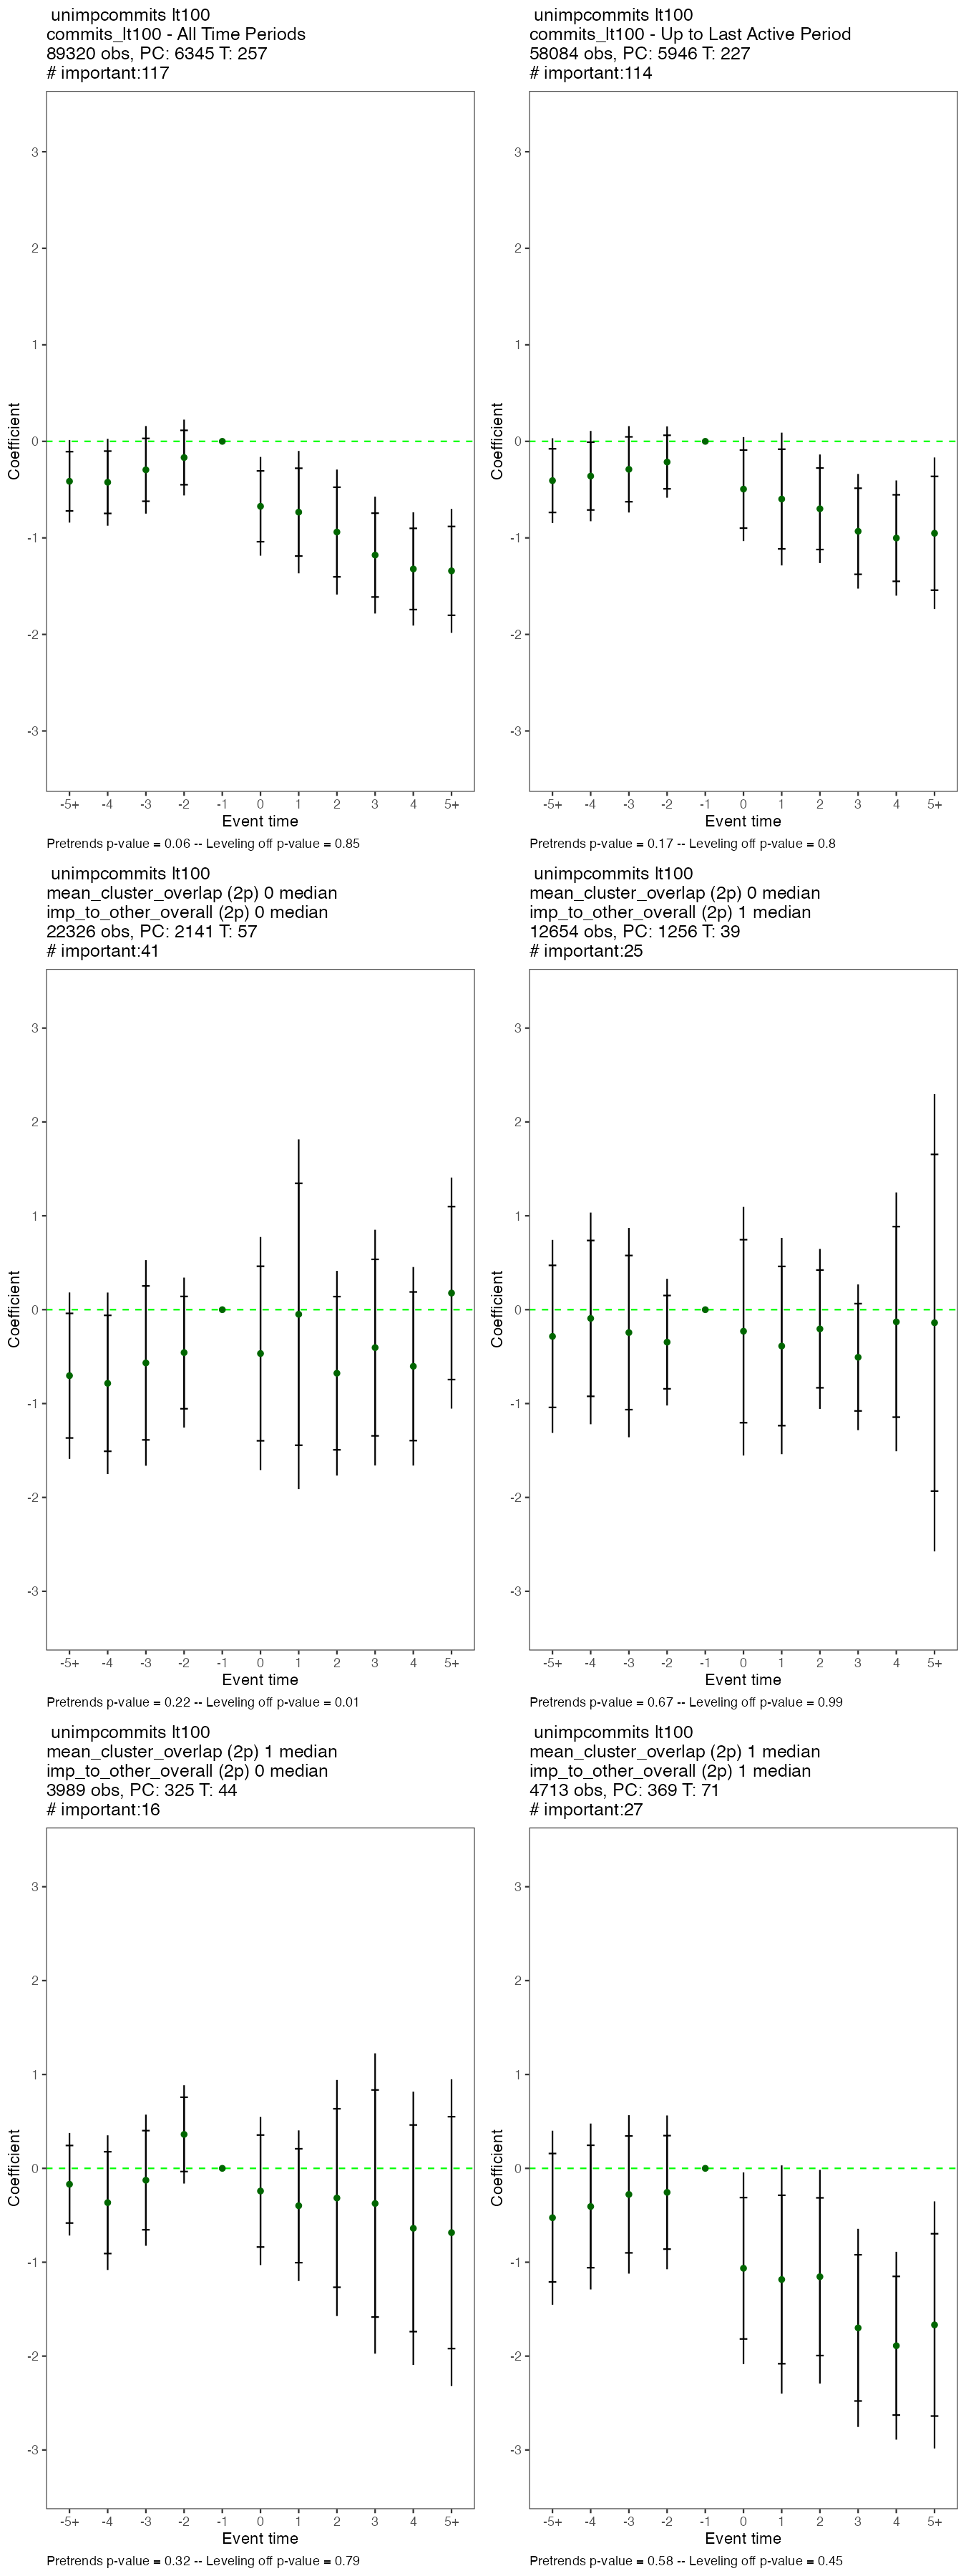 unimpcommits lt100
commits_lt100 - All Time Periods
89320 obs, PC: 6345 T: 257
# important:117
3
2
1
0
-1
-2
-3
Coefficient
-5+ -4 -3 -2 -1 0 1 2 3 4 5+
Event time
Pretrends p-value = 0.06 -- Leveling off p-value = 0.85
unimpcommits lt100
commits_lt100 - Up to Last Active Period
58084 obs, PC: 5946 T: 227
# important:114
3
2
1
0
-1
-2
-3
Coefficient
-5+ -4 -3 -2 -1 0 1 2 3 4 5+
Event time
Pretrends p-value = 0.17 -- Leveling off p-value = 0.8
unimpcommits lt100
mean_cluster_overlap (2p) 0 median
imp_to_other_overall (2p) 0 median
22326 obs, PC: 2141 T: 57
# important:41
3
2
1
0
-1
-2
-3
Coefficient
-5+ -4 -3 -2 -1 0 1 2 3 4 5+
Event time
Pretrends p-value = 0.22 -- Leveling off p-value = 0.01
unimpcommits lt100
mean_cluster_overlap (2p) 0 median
imp_to_other_overall (2p) 1 median
12654 obs, PC: 1256 T: 39
# important:25
3
2
1
0
-1
-2
-3
Coefficient
-5+ -4 -3 -2 -1 0 1 2 3 4 5+
Event time
Pretrends p-value = 0.67 -- Leveling off p-value = 0.99
unimpcommits lt100
mean_cluster_overlap (2p) 1 median
imp_to_other_overall (2p) 0 median
3989 obs, PC: 325 T: 44
# important:16
3
2
1
0
-1
-2
-3
Coefficient
-5+ -4 -3 -2 -1 0 1 2 3 4 5+
Event time
Pretrends p-value = 0.32 -- Leveling off p-value = 0.79
unimpcommits lt100
mean_cluster_overlap (2p) 1 median
imp_to_other_overall (2p) 1 median
4713 obs, PC: 369 T: 71
# important:27
3
2
1
0
-1
-2
-3
Coefficient
-5+ -4 -3 -2 -1 0 1 2 3 4 5+
Event time
Pretrends p-value = 0.58 -- Leveling off p-value = 0.45